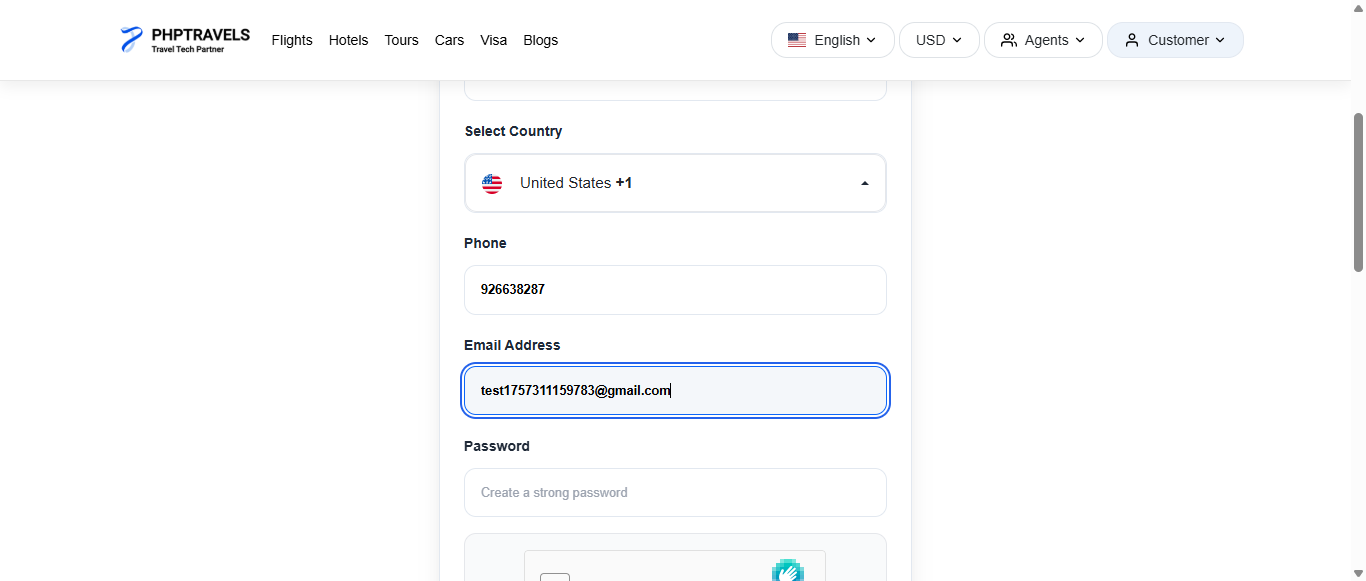 PHPTRAVELS
Travel Tech Partner
Flights Hotels Tours Cars Visa Blogs
English USD Agents Customer
Select Country
United States +1
Phone
926638287
Email Address
test1757311159783@gmail.com
Password
Create a strong password